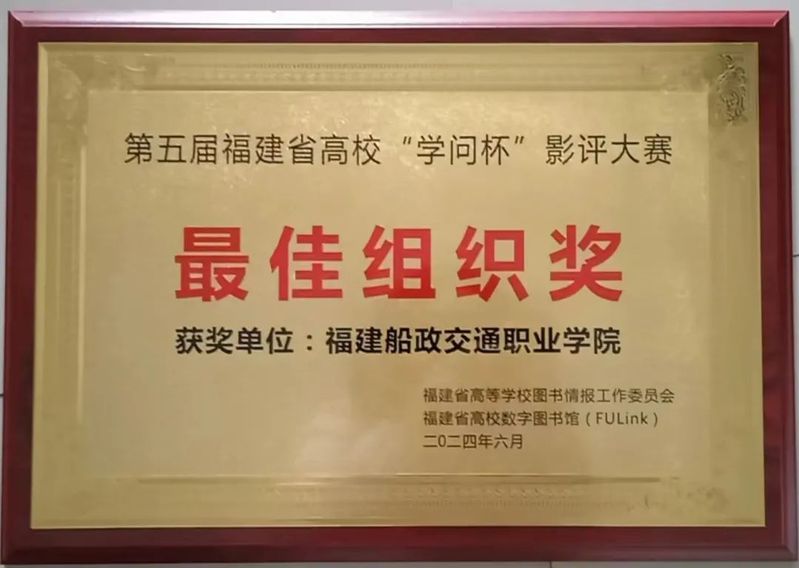 第五届福建省高校“学问杯”影评大赛
最佳组织奖
获奖单位：福建船政交通职业学院
福建省高等学校图书情报工作委员会
福建省高校数字图书馆（FULink）
二0二四年六月